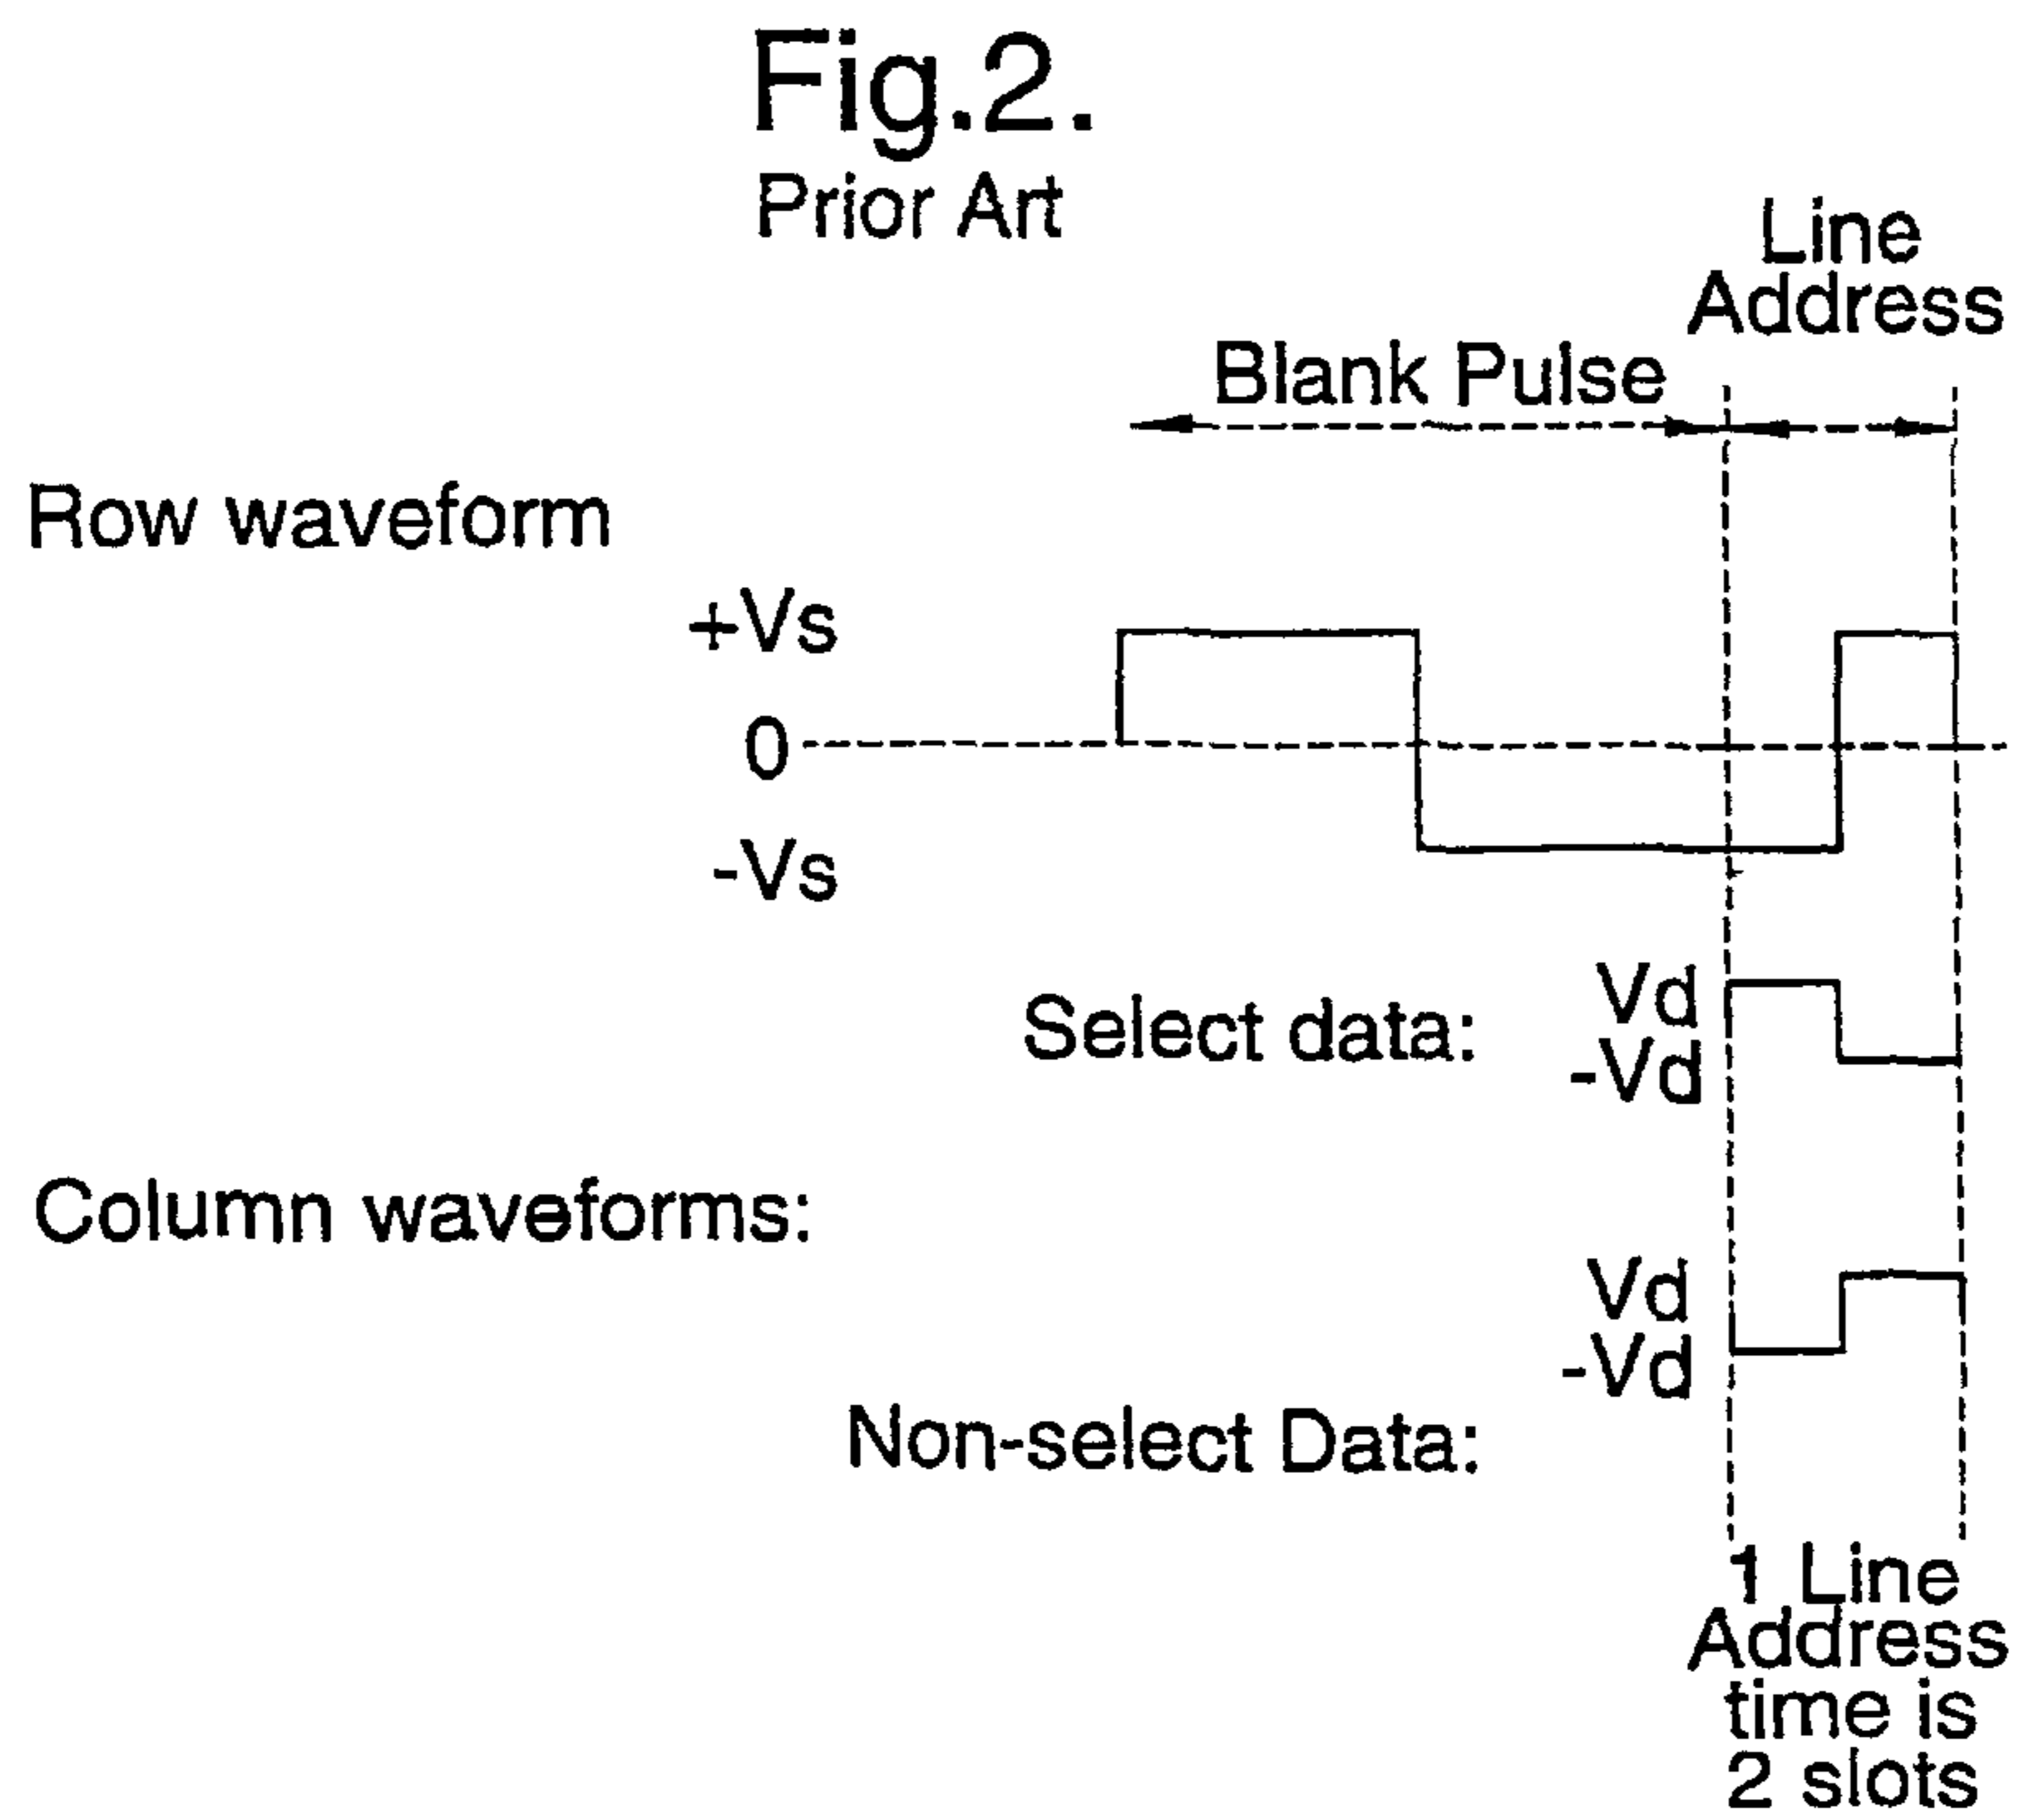 Fig.2.
Prior Art
Line
Address
Blank Pulse
Row waveform
+Vs
0
-Vs
Select data:
Vd
-Vd
Column waveforms:
Vd
-Vd
Non-select Data:
1 Line
Address
time is
2 slots